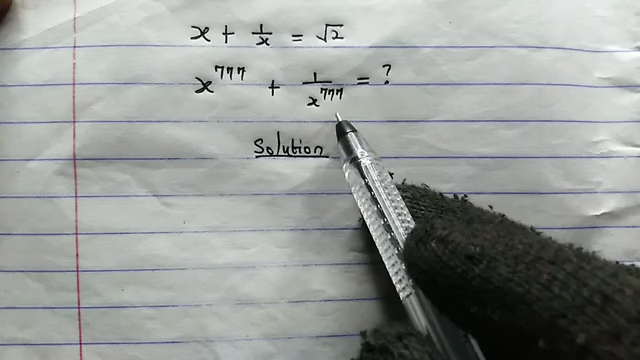 x + 1/x = √2
x^777 + 1/x^777 = ?
Solution